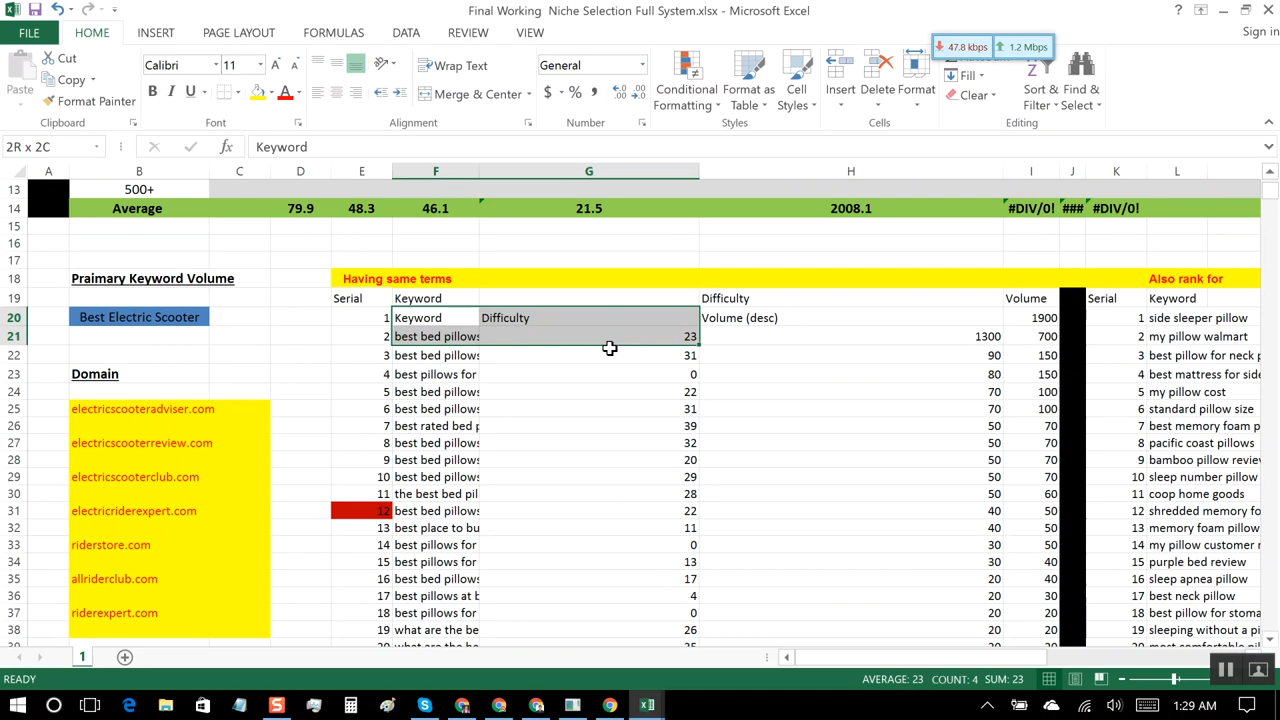 Final Working Niche Selection Full System.xlsx - Microsoft Excel
FILE HOME INSERT PAGE LAYOUT FORMULAS DATA REVIEW VIEW Sign in
47.8 kbps 1.2 Mbps
Cut Calibri 11 Wrap Text General
Copy Fill
Paste Format Painter B I U Merge & Center $ % , Conditional Formatting Format as Table Cell Styles Insert Delete Format Clear Sort & Filter Find & Select
Clipboard Font Alignment Number Styles Cells Editing
2R x 2C fx Keyword
A B C D E F G H I J K L
13 500+
14 Average 79.9 48.3 46.1 21.5 2008.1 #DIV/0! ### #DIV/0!
15
16
17
18 Praimary Keyword Volume Having same terms Also rank for
19 Serial Keyword Difficulty Volume Serial Keyword
20 Best Electric Scooter 1 Keyword Difficulty Volume (desc) 1900 1 side sleeper pillow
21 2 best bed pillows 23 1300 700 2 my pillow walmart
22 3 best bed pillows 31 90 150 3 best pillow for neck p
23 Domain 4 best pillows for 0 80 150 4 best mattress for side
24 5 best bed pillows 22 70 100 5 my pillow cost
25 electricscooteradviser.com 6 best bed pillows 31 70 100 6 standard pillow size
26 7 best rated bed p 39 50 70 7 best memory foam p
27 electricscooterreview.com 8 best bed pillows 32 50 70 8 pacific coast pillows
28 9 best bed pillows 20 50 70 9 bamboo pillow review
29 electricscooterclub.com 10 best bed pillows 29 50 70 10 sleep number pillow
30 11 the best bed pil 28 50 60 11 coop home goods
31 electricriderexpert.com 12 best bed pillows 22 40 50 12 shredded memory fo
32 13 best place to bu 11 40 50 13 memory foam pillow
33 riderstore.com 14 best pillows for 0 30 50 14 my pillow customer r
34 15 best pillows for 13 30 40 15 purple bed review
35 allriderclub.com 16 best bed pillows 17 20 40 16 sleep apnea pillow
36 17 best pillows at b 4 20 30 17 best neck pillow
37 riderexpert.com 18 best pillows for 0 20 20 18 best pillow for stoma
38 19 what are the be 26 20 20 19 sleeping without a pi
1
READY AVERAGE: 23 COUNT: 4 SUM: 23
1:29 AM